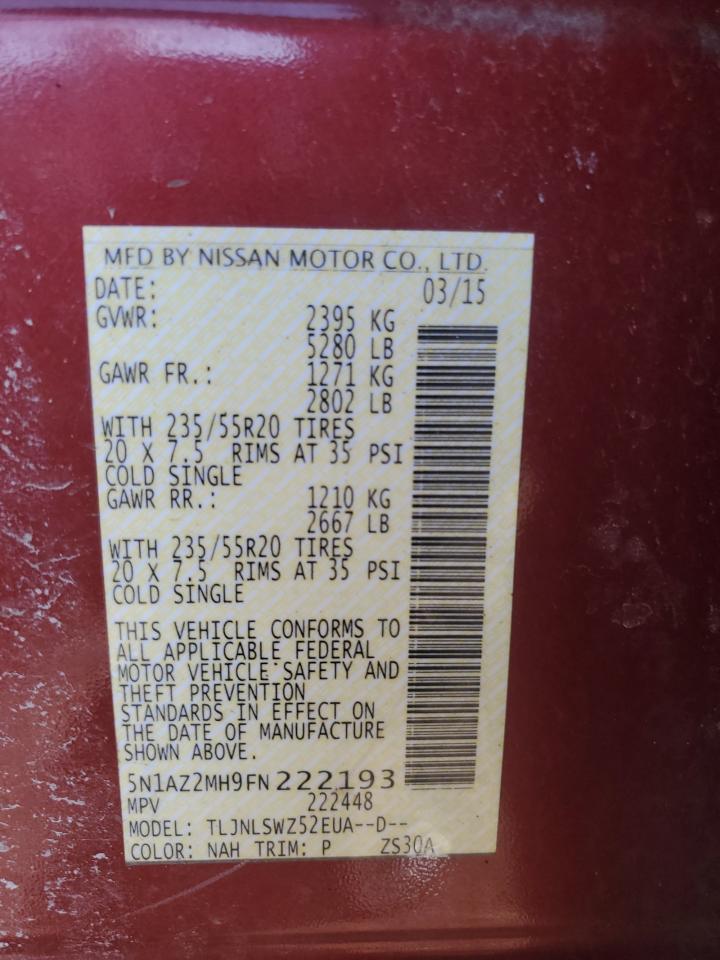 MFD BY NISSAN MOTOR CO., LTD.
DATE: 03/15
GVWR: 2395 KG
5280 LB
GAWR FR.: 1271 KG
2802 LB
WITH 235/55R20 TIRES
20 X 7.5 RIMS AT 35 PSI
COLD SINGLE
GAWR RR.: 1210 KG
2667 LB
WITH 235/55R20 TIRES
20 X 7.5 RIMS AT 35 PSI
COLD SINGLE
THIS VEHICLE CONFORMS TO
ALL APPLICABLE FEDERAL
MOTOR VEHICLE SAFETY AND
THEFT PREVENTION
STANDARDS IN EFFECT ON
THE DATE OF MANUFACTURE
SHOWN ABOVE.
5N1AZ2MH9FN222193
MPV 222448
MODEL: TLJNLSWZ52EUA--D--
COLOR: NAH TRIM: P ZS30A